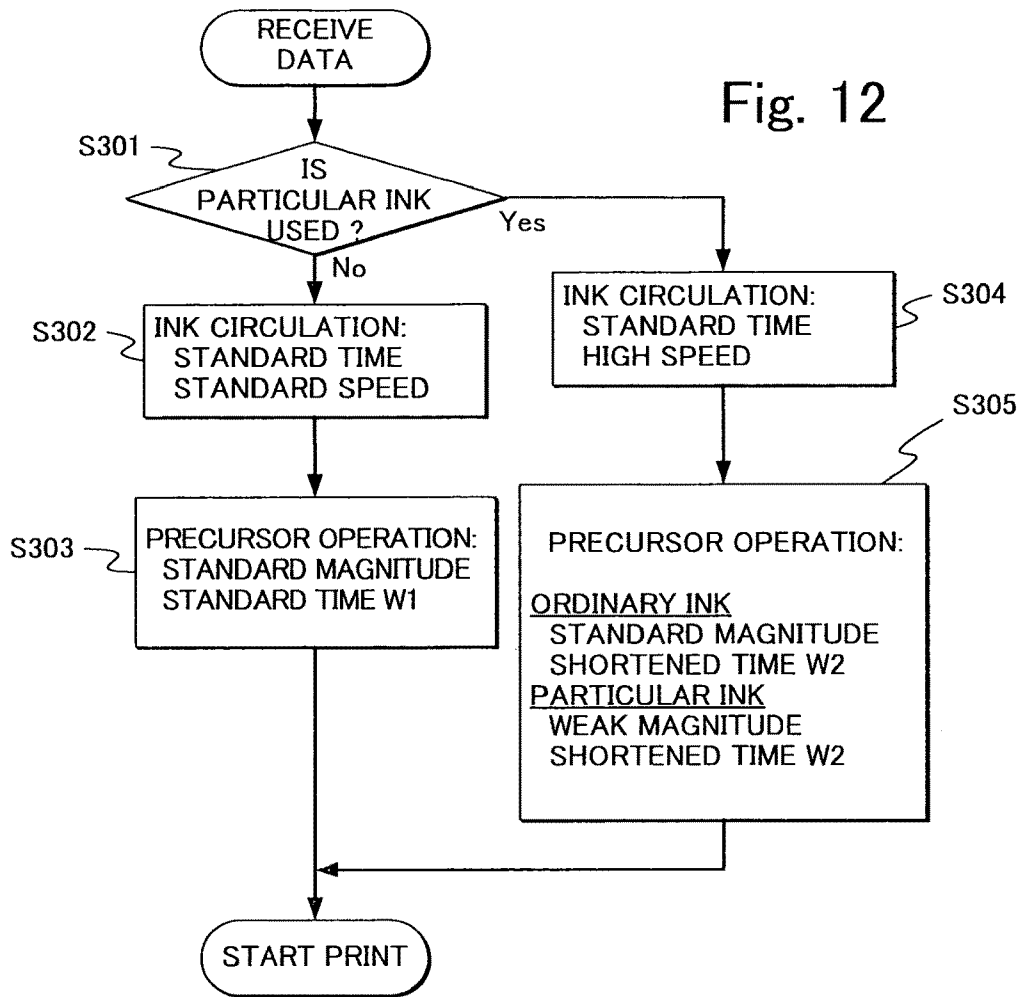 RECEIVE
DATA
Fig. 12
S301
IS
PARTICULAR INK
USED ?
Yes
No
S302
INK CIRCULATION:
STANDARD TIME
STANDARD SPEED
INK CIRCULATION:
STANDARD TIME
HIGH SPEED
S304
S303
PRECURSOR OPERATION:
STANDARD MAGNITUDE
STANDARD TIME W1
S305
PRECURSOR OPERATION:
ORDINARY INK
STANDARD MAGNITUDE
SHORTENED TIME W2
PARTICULAR INK
WEAK MAGNITUDE
SHORTENED TIME W2
START PRINT